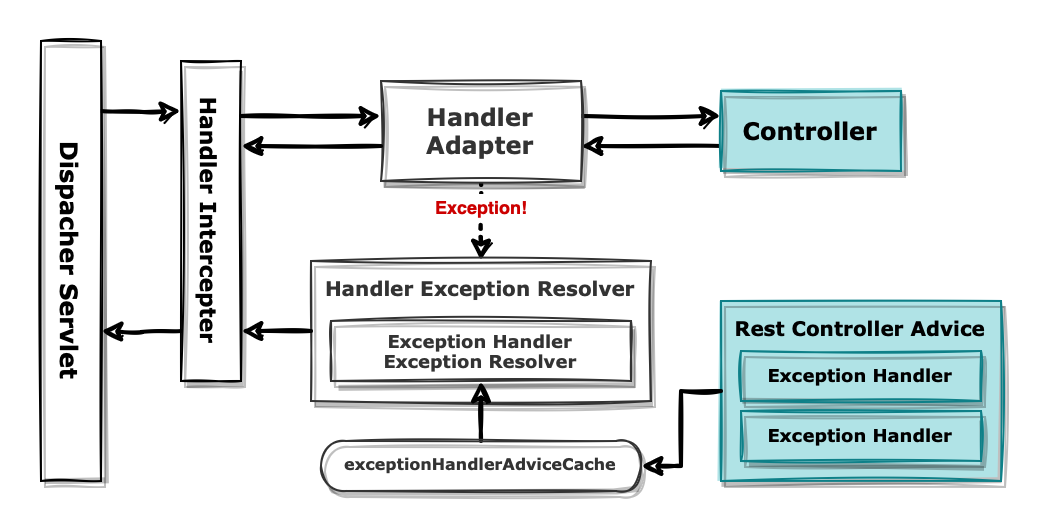 Dispacher Servlet
Handler Intercepter
Handler
Adapter
Controller
Exception!
Handler Exception Resolver
Exception Handler
Exception Resolver
Rest Controller Advice
Exception Handler
Exception Handler
exceptionHandlerAdviceCache